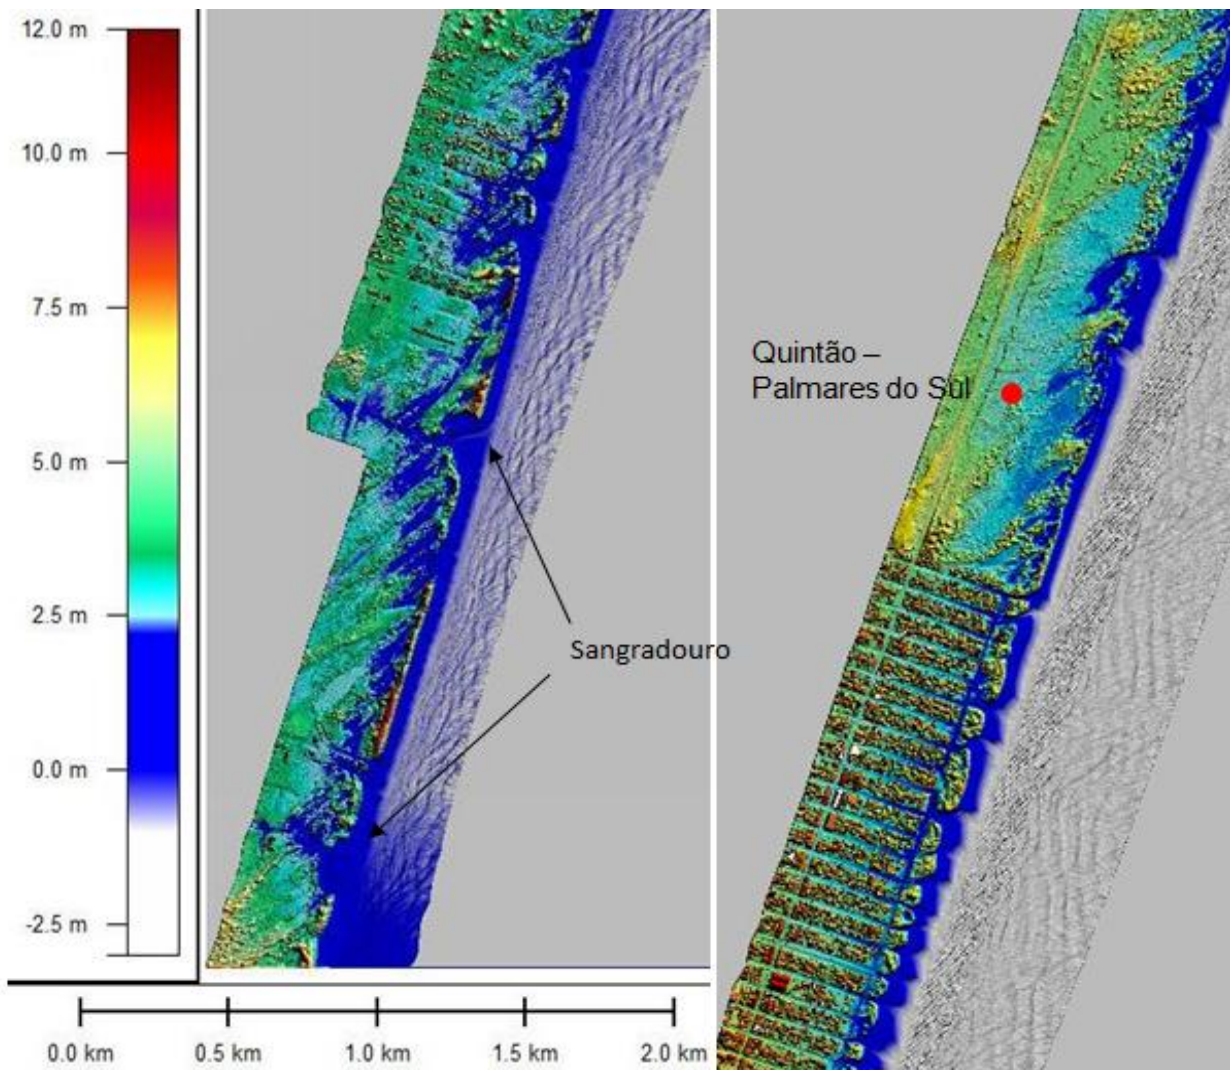 12.0 m
10.0 m
7.5 m
5.0 m
2.5 m
0.0 m
-2.5 m
Sangradouro
0.0 km
0.5 km
1.0 km
1.5 km
2.0 km
Quintão –
Palmares do Sul